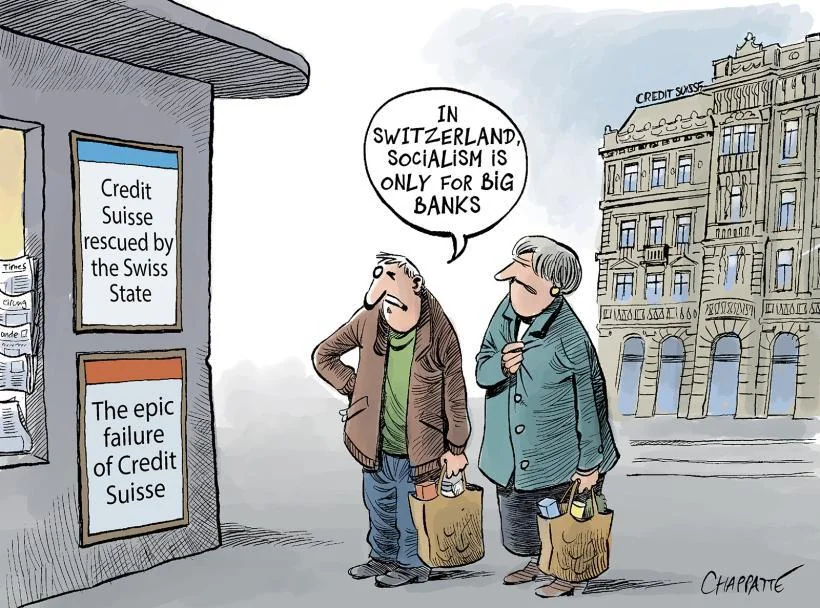 IN
SWITZERLAND,
SOCIALISM IS
ONLY FOR BIG
BANKS
CREDIT SUISSE
Credit
Suisse
rescued by
the Swiss
State
Times
The epic
failure
of Credit
Suisse
CHAPPATTE